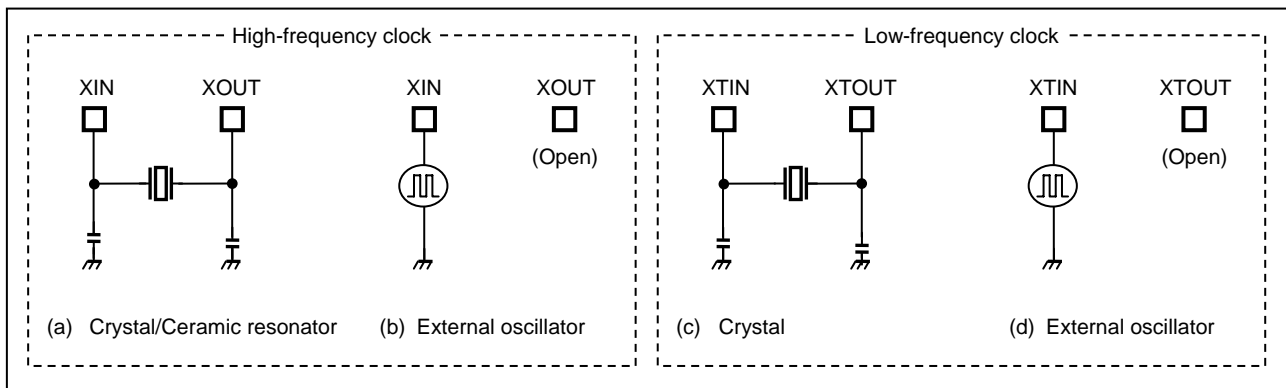 High-frequency clock
XIN XOUT XIN XOUT
(Open)
(a) Crystal/Ceramic resonator (b) External oscillator
Low-frequency clock
XTIN XTOUT XTIN XTOUT
(Open)
(c) Crystal (d) External oscillator